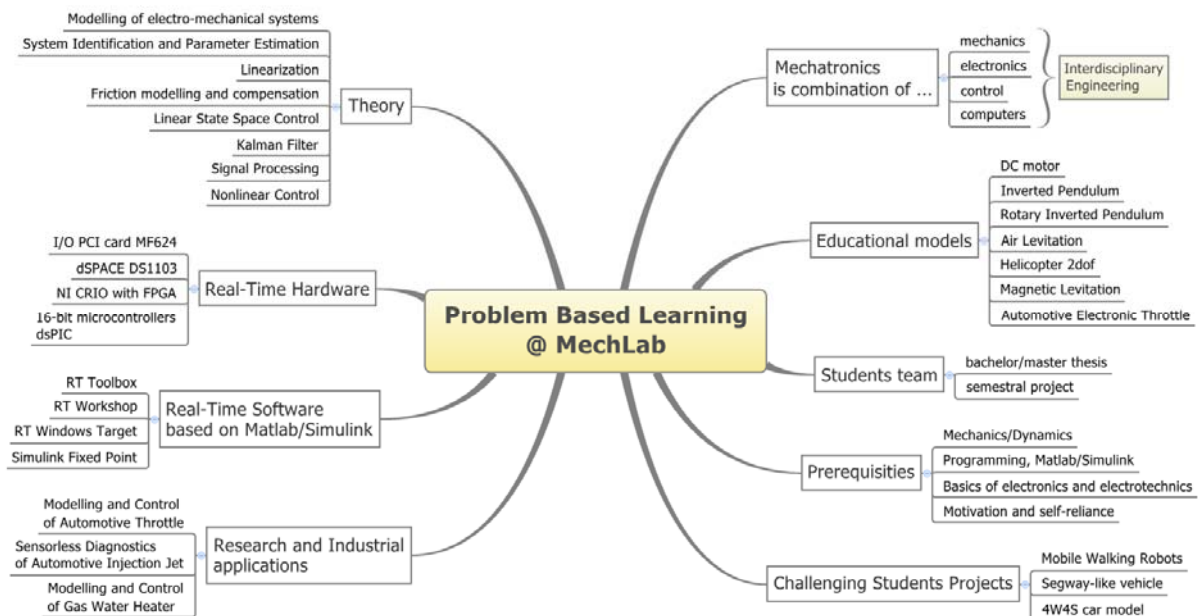 Problem Based Learning
@ MechLab
Theory
Modelling of electro-mechanical systems
System Identification and Parameter Estimation
Linearization
Friction modelling and compensation
Linear State Space Control
Kalman Filter
Signal Processing
Nonlinear Control
Real-Time Hardware
I/O PCI card MF624
dSPACE DS1103
NI CRIO with FPGA
16-bit microcontrollers
dsPIC
Real-Time Software
based on Matlab/Simulink
RT Toolbox
RT Workshop
RT Windows Target
Simulink Fixed Point
Research and Industrial
applications
Modelling and Control
of Automotive Throttle
Sensorless Diagnostics
of Automotive Injection Jet
Modelling and Control
of Gas Water Heater
Mechatronics
is combination of ...
mechanics
electronics
control
computers
Interdisciplinary
Engineering
Educational models
DC motor
Inverted Pendulum
Rotary Inverted Pendulum
Air Levitation
Helicopter 2dof
Magnetic Levitation
Automotive Electronic Throttle
Students team
bachelor/master thesis
semestral project
Prerequisities
Mechanics/Dynamics
Programming, Matlab/Simulink
Basics of electronics and electrotechnics
Motivation and self-reliance
Challenging Students Projects
Mobile Walking Robots
Segway-like vehicle
4W4S car model